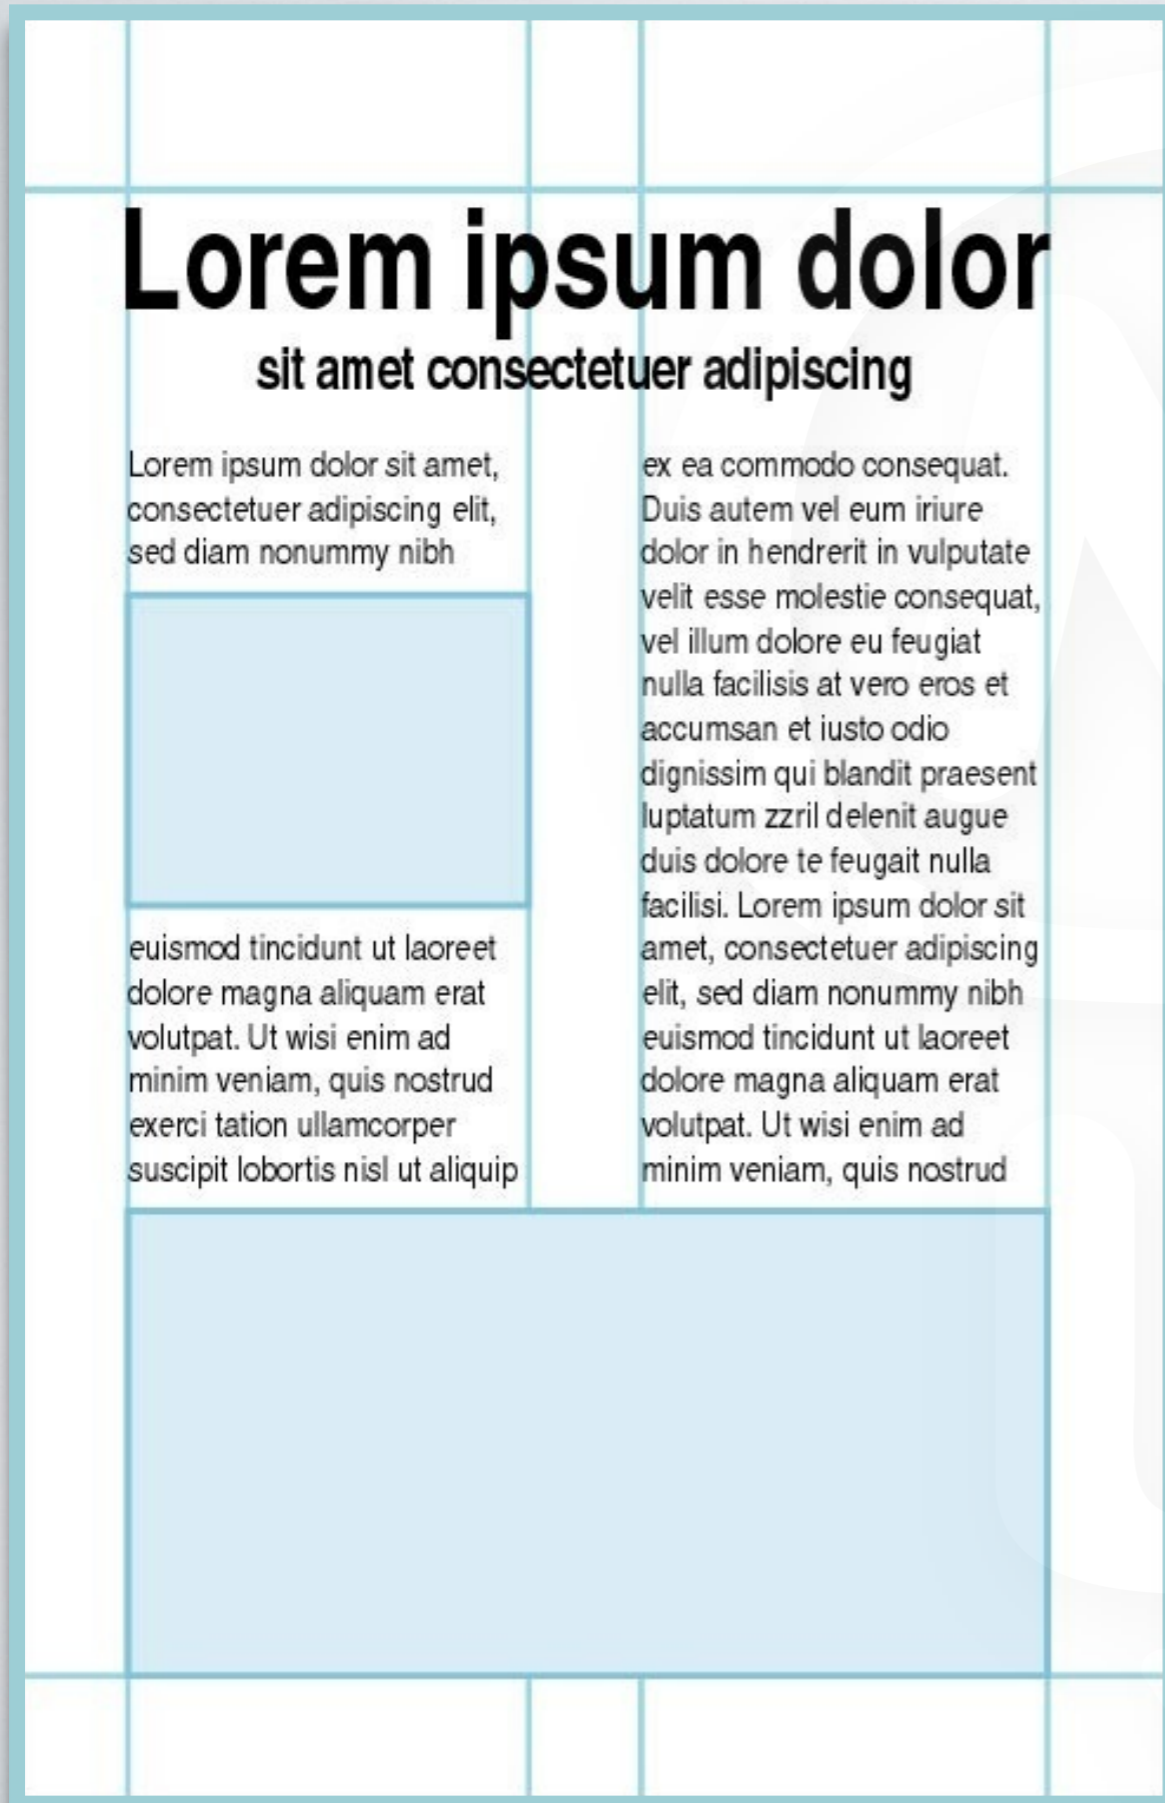 Lorem ipsum dolor
sit amet consectetuer adipiscing
Lorem ipsum dolor sit amet,
consectetuer adipiscing elit,
sed diam nonummy nibh
euismod tincidunt ut laoreet
dolore magna aliquam erat
volutpat. Ut wisi enim ad
minim veniam, quis nostrud
exerci tation ullamcorper
suscipit lobortis nisl ut aliquip
ex ea commodo consequat.
Duis autem vel eum iriure
dolor in hendrerit in vulputate
velit esse molestie consequat,
vel illum dolore eu feugiat
nulla facilisis at vero eros et
accumsan et iusto odio
dignissim qui blandit praesent
luptatum zzril delenit augue
duis dolore te feugait nulla
facilisi. Lorem ipsum dolor sit
amet, consectetuer adipiscing
elit, sed diam nonummy nibh
euismod tincidunt ut laoreet
dolore magna aliquam erat
volutpat. Ut wisi enim ad
minim veniam, quis nostrud